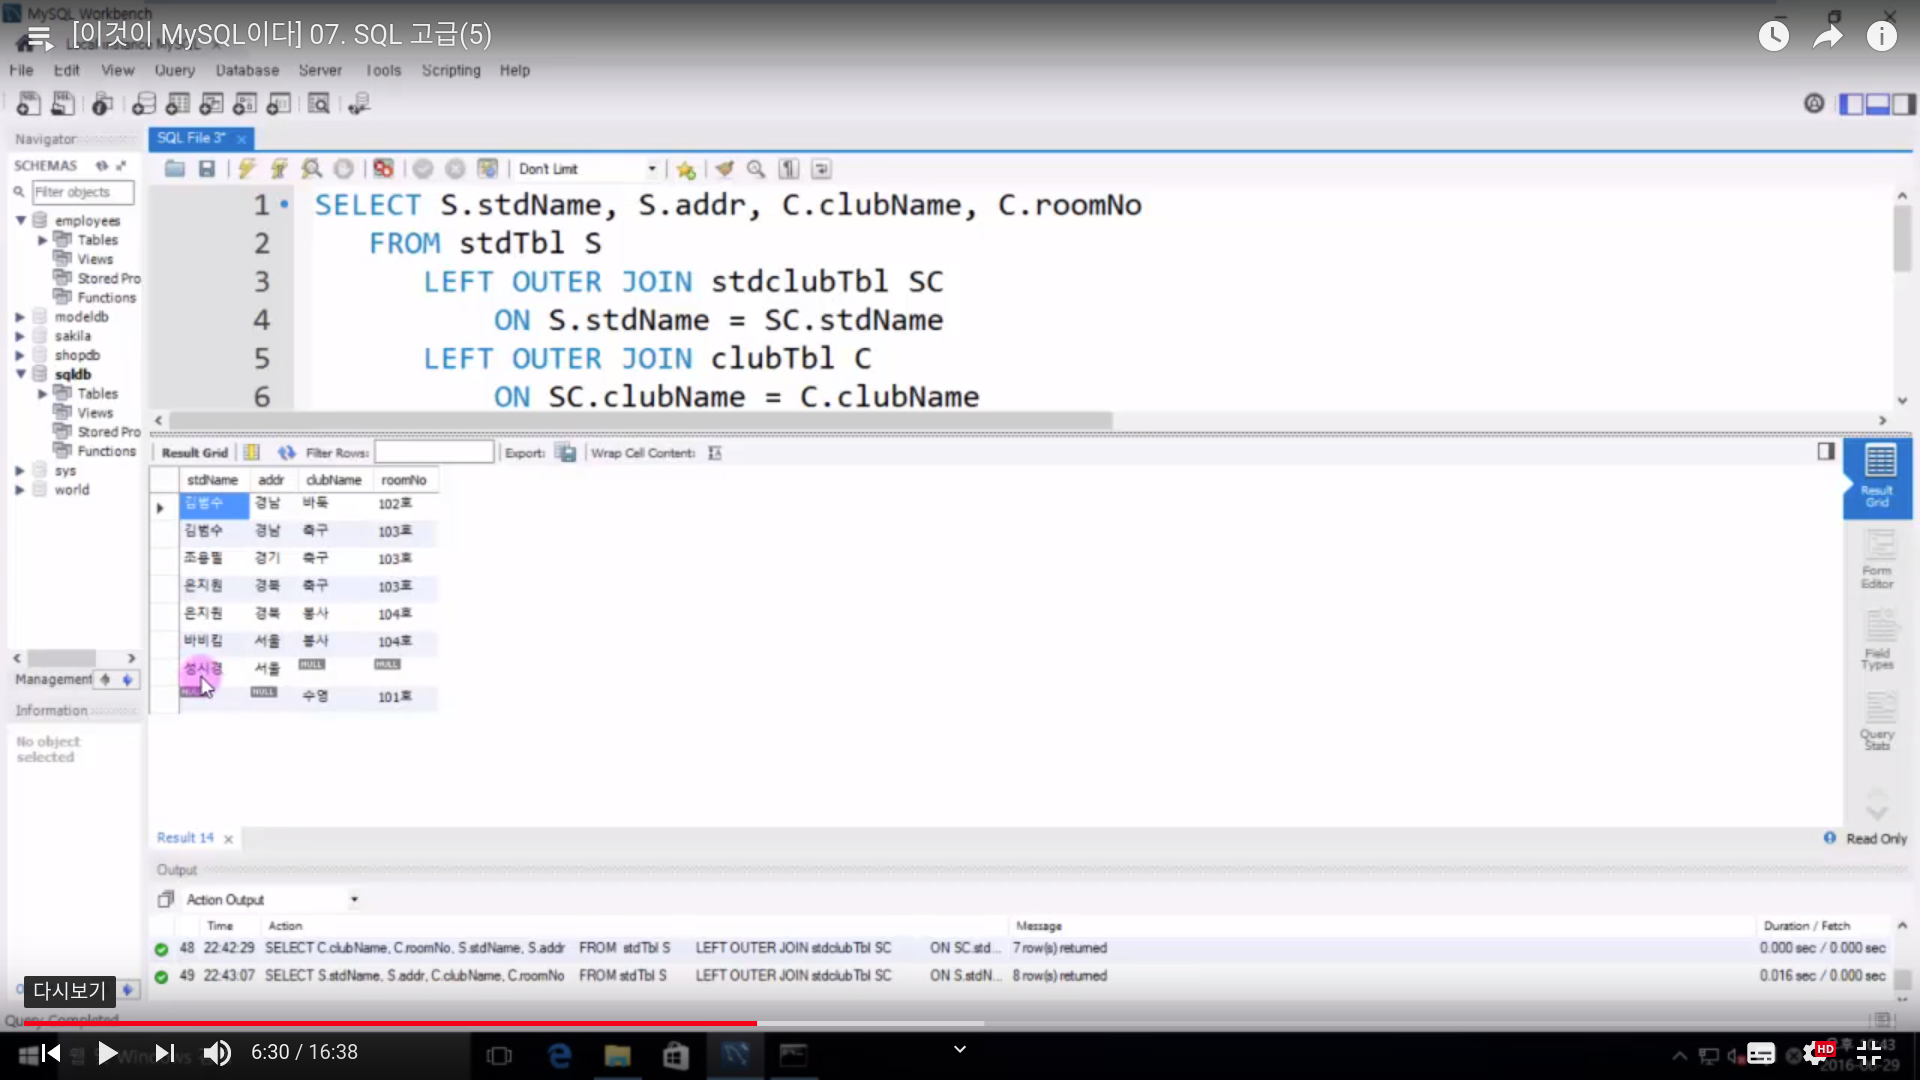 MySQL Workbench
[이것이 MySQL이다] 07. SQL 고급(5)
File Edit View Query Database Server Tools Scripting Help
Navigator
SQL File 3*
SCHEMAS
Don't Limit
Filter objects
employees
Tables
Views
Stored Pro
Functions
modeldb
sakila
shopdb
sqldb
Tables
Views
Stored Pro
Functions
sys
world
Management
Information
No object
selected
1 SELECT S.stdName, S.addr, C.clubName, C.roomNo
2 FROM stdTbl S
3 LEFT OUTER JOIN stdclubTbl SC
4 ON S.stdName = SC.stdName
5 LEFT OUTER JOIN clubTbl C
6 ON SC.clubName = C.clubName
Result Grid Filter Rows: Export: Wrap Cell Content:
stdName addr clubName roomNo
김범수 경남 바둑 102호
김범수 경남 축구 103호
조용필 경기 축구 103호
은지원 경북 축구 103호
은지원 경북 봉사 104호
바비킴 서울 봉사 104호
성시경 서울 NULL NULL
NULL NULL 수영 101호
Result
Grid
Form
Editor
Field
Types
Query
Stats
Result 14
Read Only
Output
Action Output
Time Action Message Duration / Fetch
48 22:42:29 SELECT C.clubName, C.roomNo, S.stdName, S.addr FROM stdTbl S LEFT OUTER JOIN stdclubTbl SC ON SC.std... 7 row(s) returned 0.000 sec / 0.000 sec
49 22:43:07 SELECT S.stdName, S.addr, C.clubName, C.roomNo FROM stdTbl S LEFT OUTER JOIN stdclubTbl SC ON S.stdN... 8 row(s) returned 0.016 sec / 0.000 sec
다시보기
Query Completed
6:30 / 16:38
HD